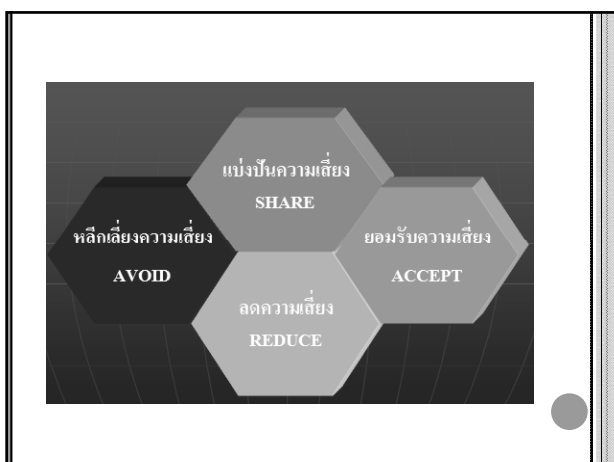 แบ่งปันความเสี่ยง
SHARE
หลีกเลี่ยงความเสี่ยง
AVOID
ยอมรับความเสี่ยง
ACCEPT
ลดความเสี่ยง
REDUCE